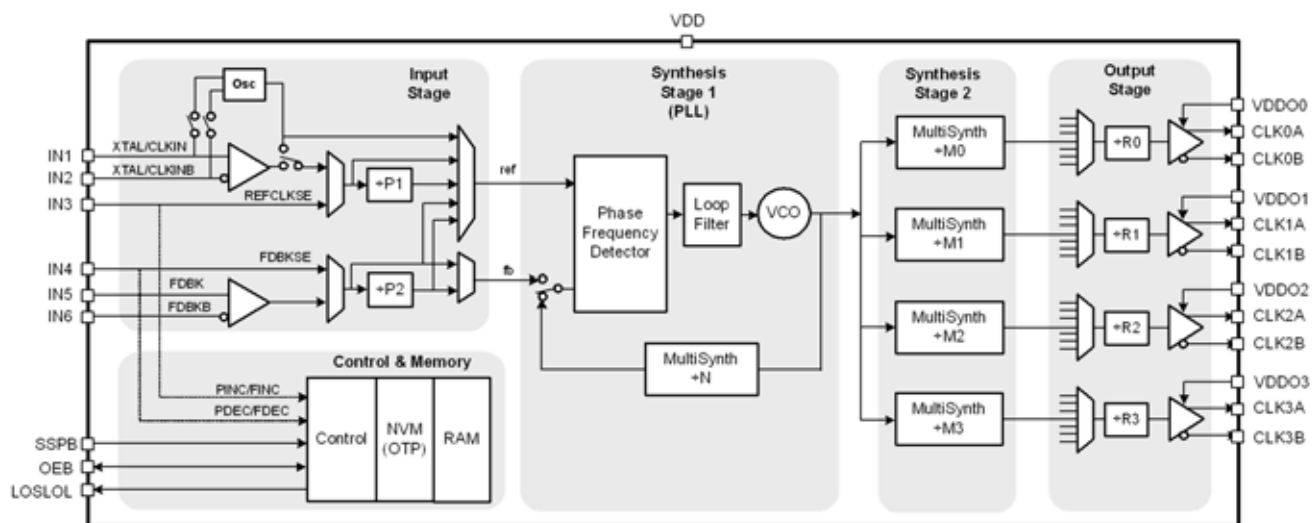 VDD
Input
Stage
Synthesis
Stage 1
(PLL)
Synthesis
Stage 2
Output
Stage
Osc
IN1
XTAL/CLKIN
IN2
XTAL/CLKINB
IN3
REFCLKSE
÷P1
ref
IN4
FDBKSE
IN5
FDBK
IN6
FDBKB
÷P2
fb
Phase
Frequency
Detector
Loop
Filter
VCO
MultiSynth
÷N
MultiSynth
÷M0
MultiSynth
÷M1
MultiSynth
÷M2
MultiSynth
÷M3
÷R0
÷R1
÷R2
÷R3
VDDO0
CLK0A
CLK0B
VDDO1
CLK1A
CLK1B
VDDO2
CLK2A
CLK2B
VDDO3
CLK3A
CLK3B
Control & Memory
PINC/FINC
PDEC/FDEC
Control
NVM
(OTP)
RAM
SSPB
OEB
LOSLOL